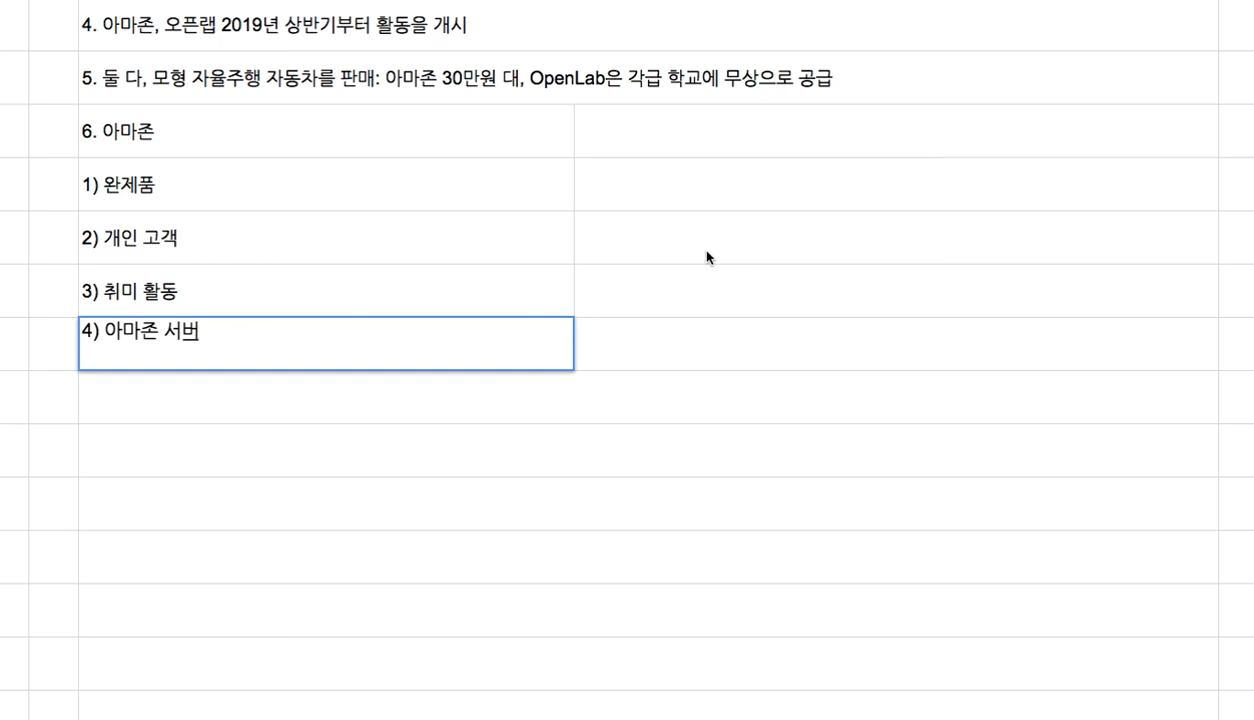 4. 아마존, 오픈랩 2019년 상반기부터 활동을 개시
5. 둘 다, 모형 자율주행 자동차를 판매: 아마존 30만원 대, OpenLab은 각급 학교에 무상으로 공급
6. 아마존
1) 완제품
2) 개인 고객
3) 취미 활동
4) 아마존 서버